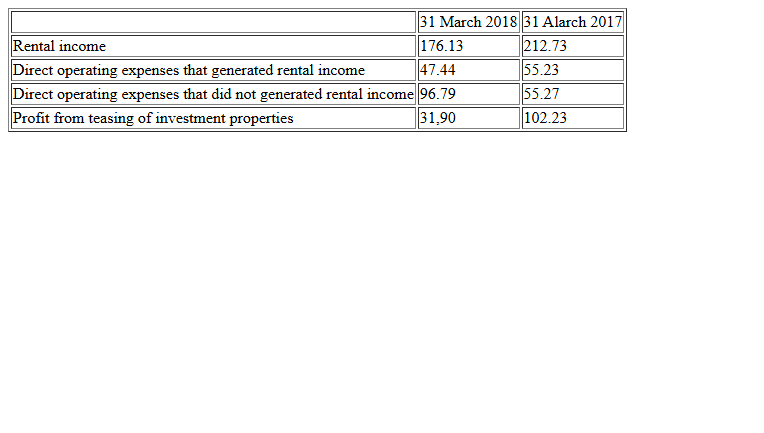 31 March 2018 31 Alarch 2017
Rental income 176.13 212.73
Direct operating expenses that generated rental income 47.44 55.23
Direct operating expenses that did not generated rental income 96.79 55.27
Profit from teasing of investment properties 31,90 102.23